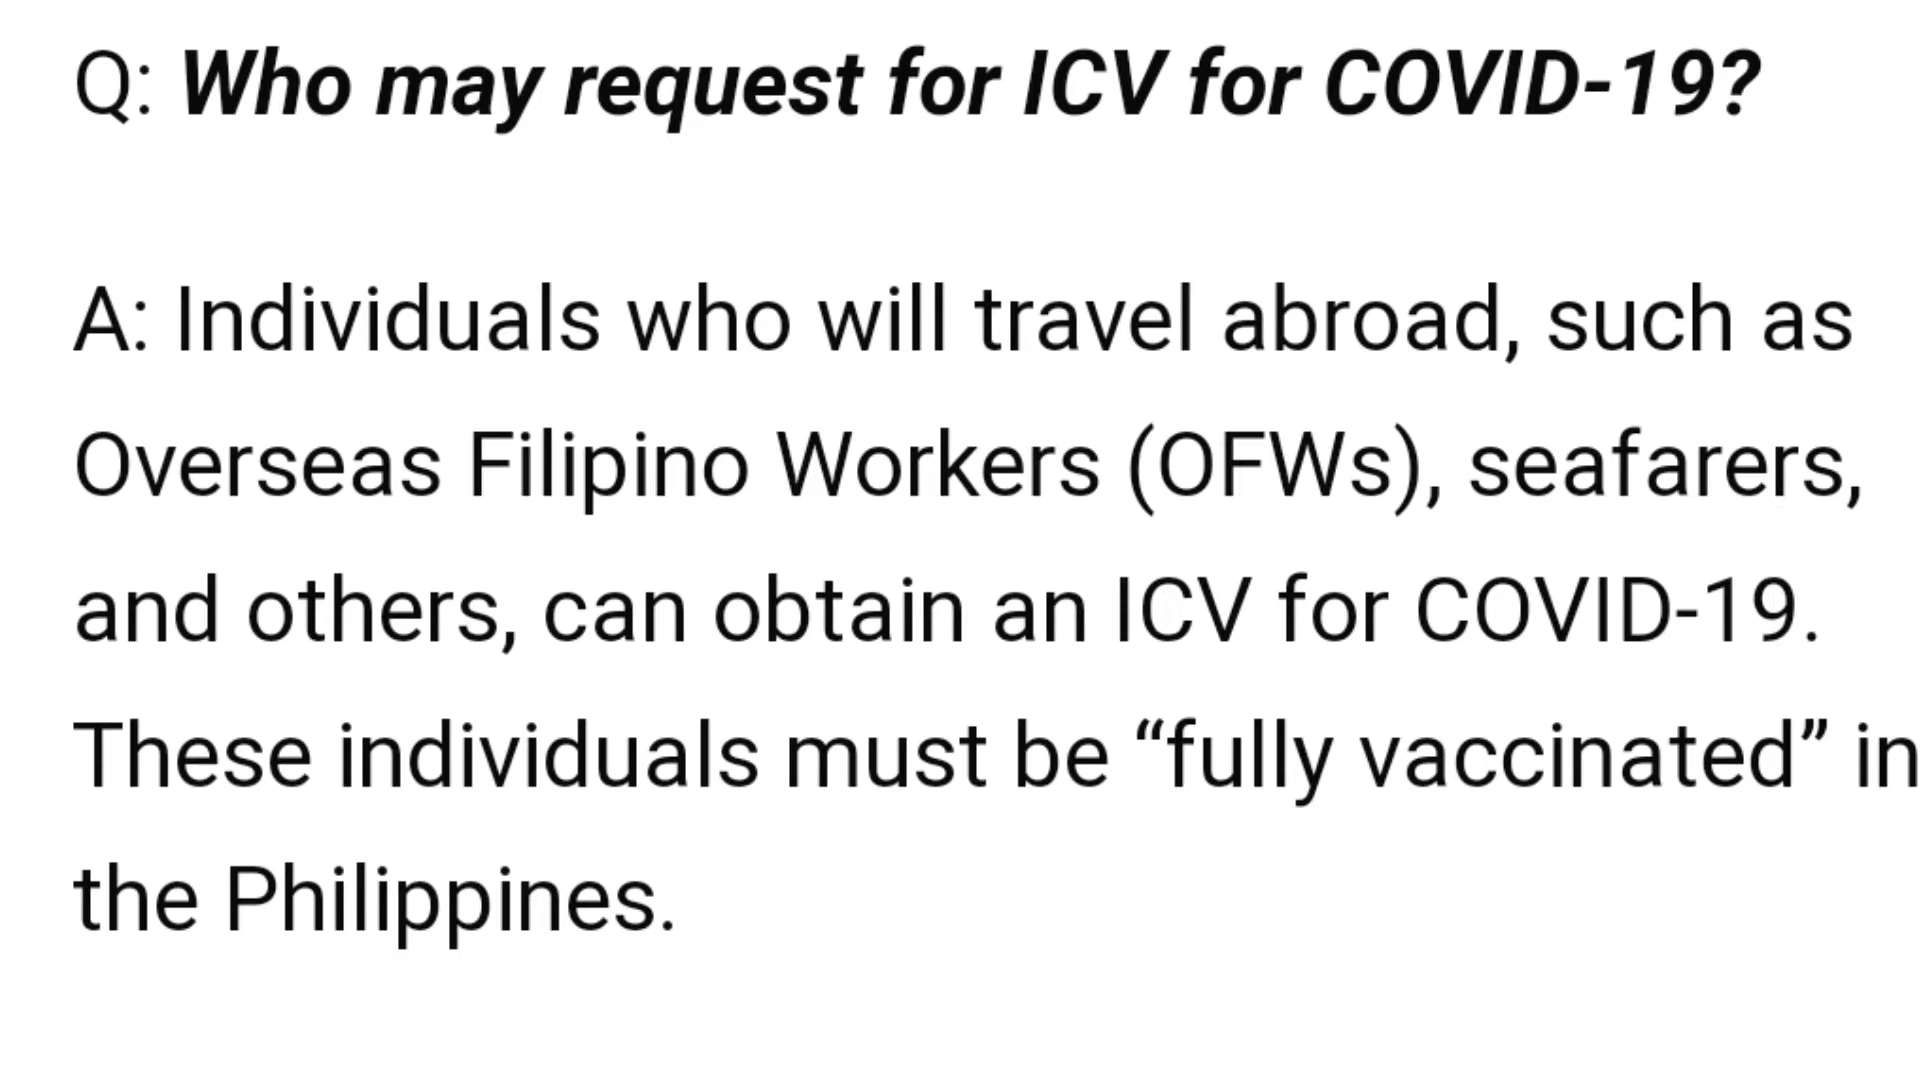 Q: Who may request for ICV for COVID-19?
A: Individuals who will travel abroad, such as
Overseas Filipino Workers (OFWs), seafarers,
and others, can obtain an ICV for COVID-19.
These individuals must be “fully vaccinated” in
the Philippines.